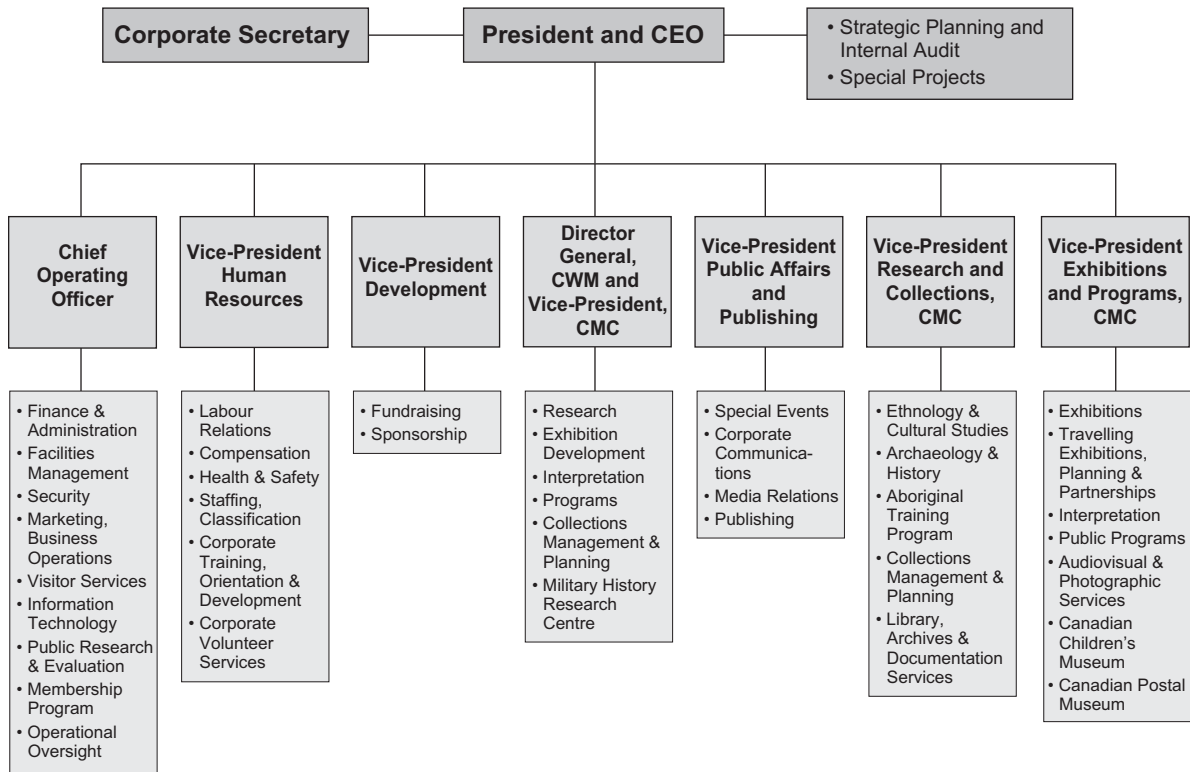 Corporate Secretary
President and CEO
• Strategic Planning and
Internal Audit
• Special Projects
Chief
Operating
Officer
Vice-President
Human
Resources
Vice-President
Development
Director
General,
CWM and
Vice-President,
CMC
Vice-President
Public Affairs
and
Publishing
Vice-President
Research and
Collections,
CMC
Vice-President
Exhibitions
and Programs,
CMC
• Finance &
Administration
• Facilities
Management
• Security
• Marketing,
Business
Operations
• Visitor Services
• Information
Technology
• Public Research
& Evaluation
• Membership
Program
• Operational
Oversight
• Labour
Relations
• Compensation
• Health & Safety
• Staffing,
Classification
• Corporate
Training,
Orientation &
Development
• Corporate
Volunteer
Services
• Fundraising
• Sponsorship
• Research
• Exhibition
Development
• Interpretation
• Programs
• Collections
Management &
Planning
• Military History
Research
Centre
• Special Events
• Corporate
Communica-
tions
• Media Relations
• Publishing
• Ethnology &
Cultural Studies
• Archaeology &
History
• Aboriginal
Training
Program
• Collections
Management &
Planning
• Library,
Archives &
Documentation
Services
• Exhibitions
• Travelling
Exhibitions,
Planning &
Partnerships
• Interpretation
• Public Programs
• Audiovisual &
Photographic
Services
• Canadian
Children’s
Museum
• Canadian Postal
Museum